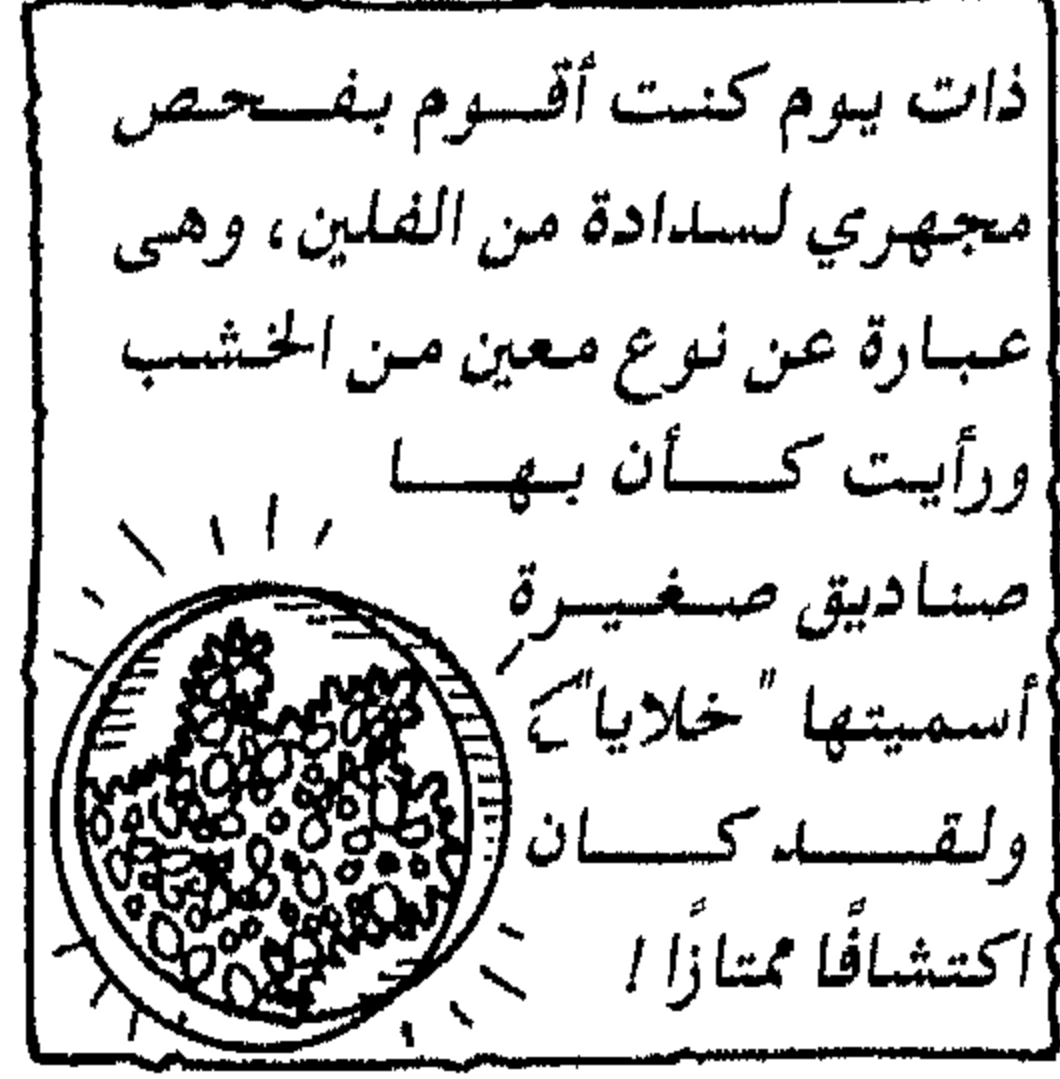 ذات يوم كنت أقوم بفحص
مجهري لسدادة من الفلين، وهى
عبارة عن نوع معين من الخشب
ورأيت كأن بها
صناديق صغيرة
أسميتها "خلايا"
ولقد كان
اكتشافًا ممتازًا !